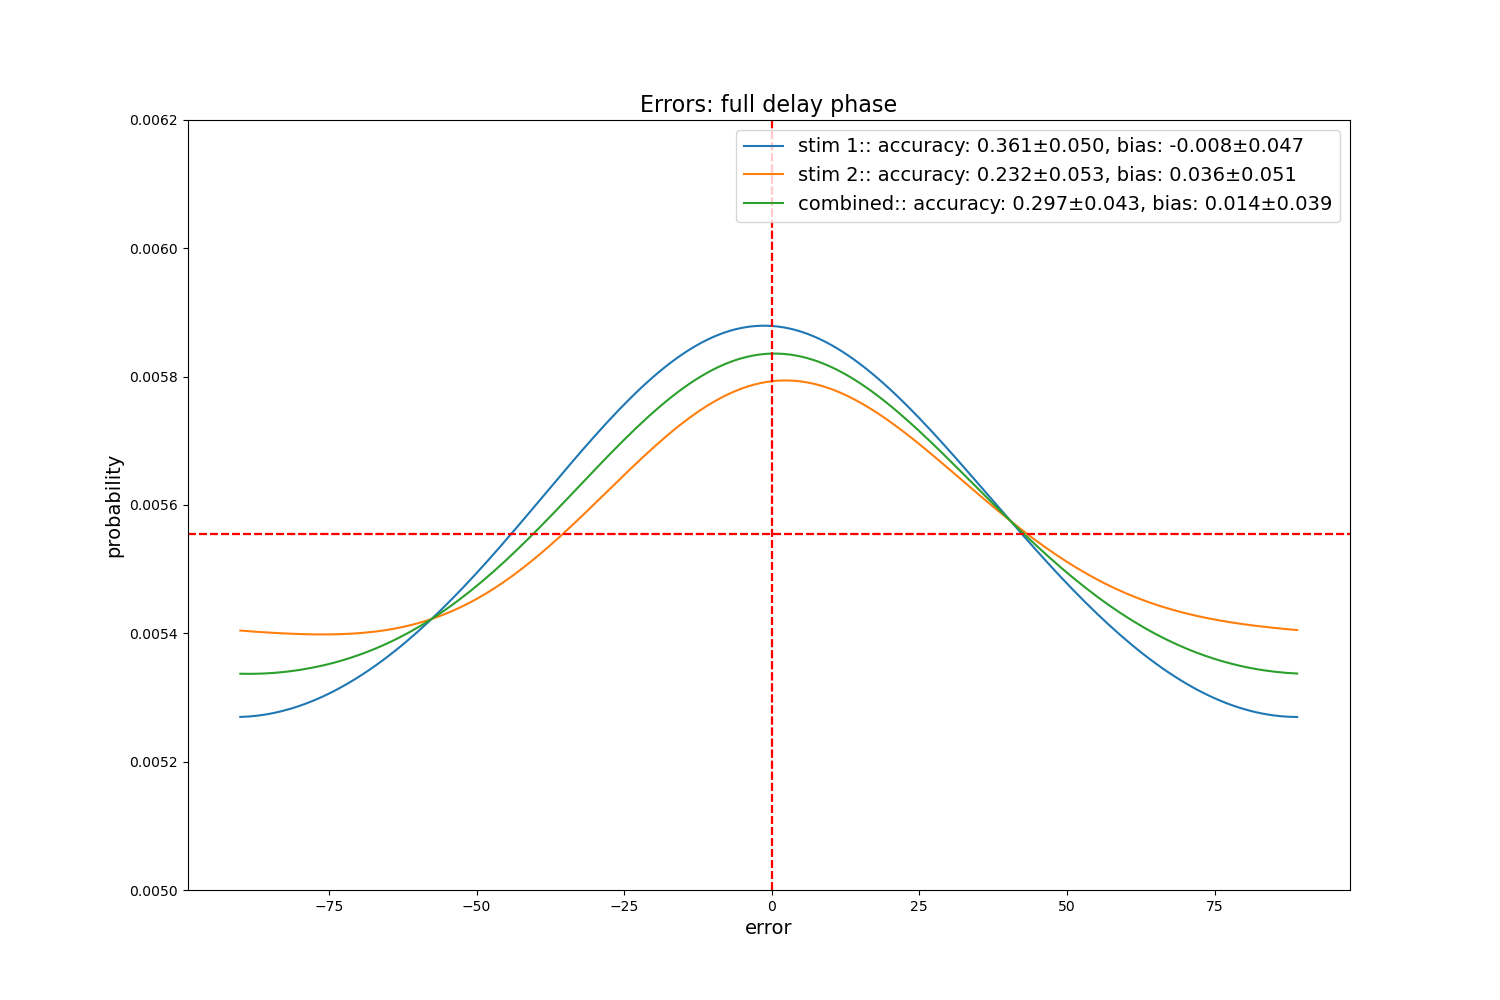 Errors: full delay phase
stim 1:: accuracy: 0.361±0.050, bias: -0.008±0.047
stim 2:: accuracy: 0.232±0.053, bias: 0.036±0.051
combined:: accuracy: 0.297±0.043, bias: 0.014±0.039
probability
0.0062
0.0060
0.0058
0.0056
0.0054
0.0052
0.0050
−75 −50 −25 0 25 50 75
error